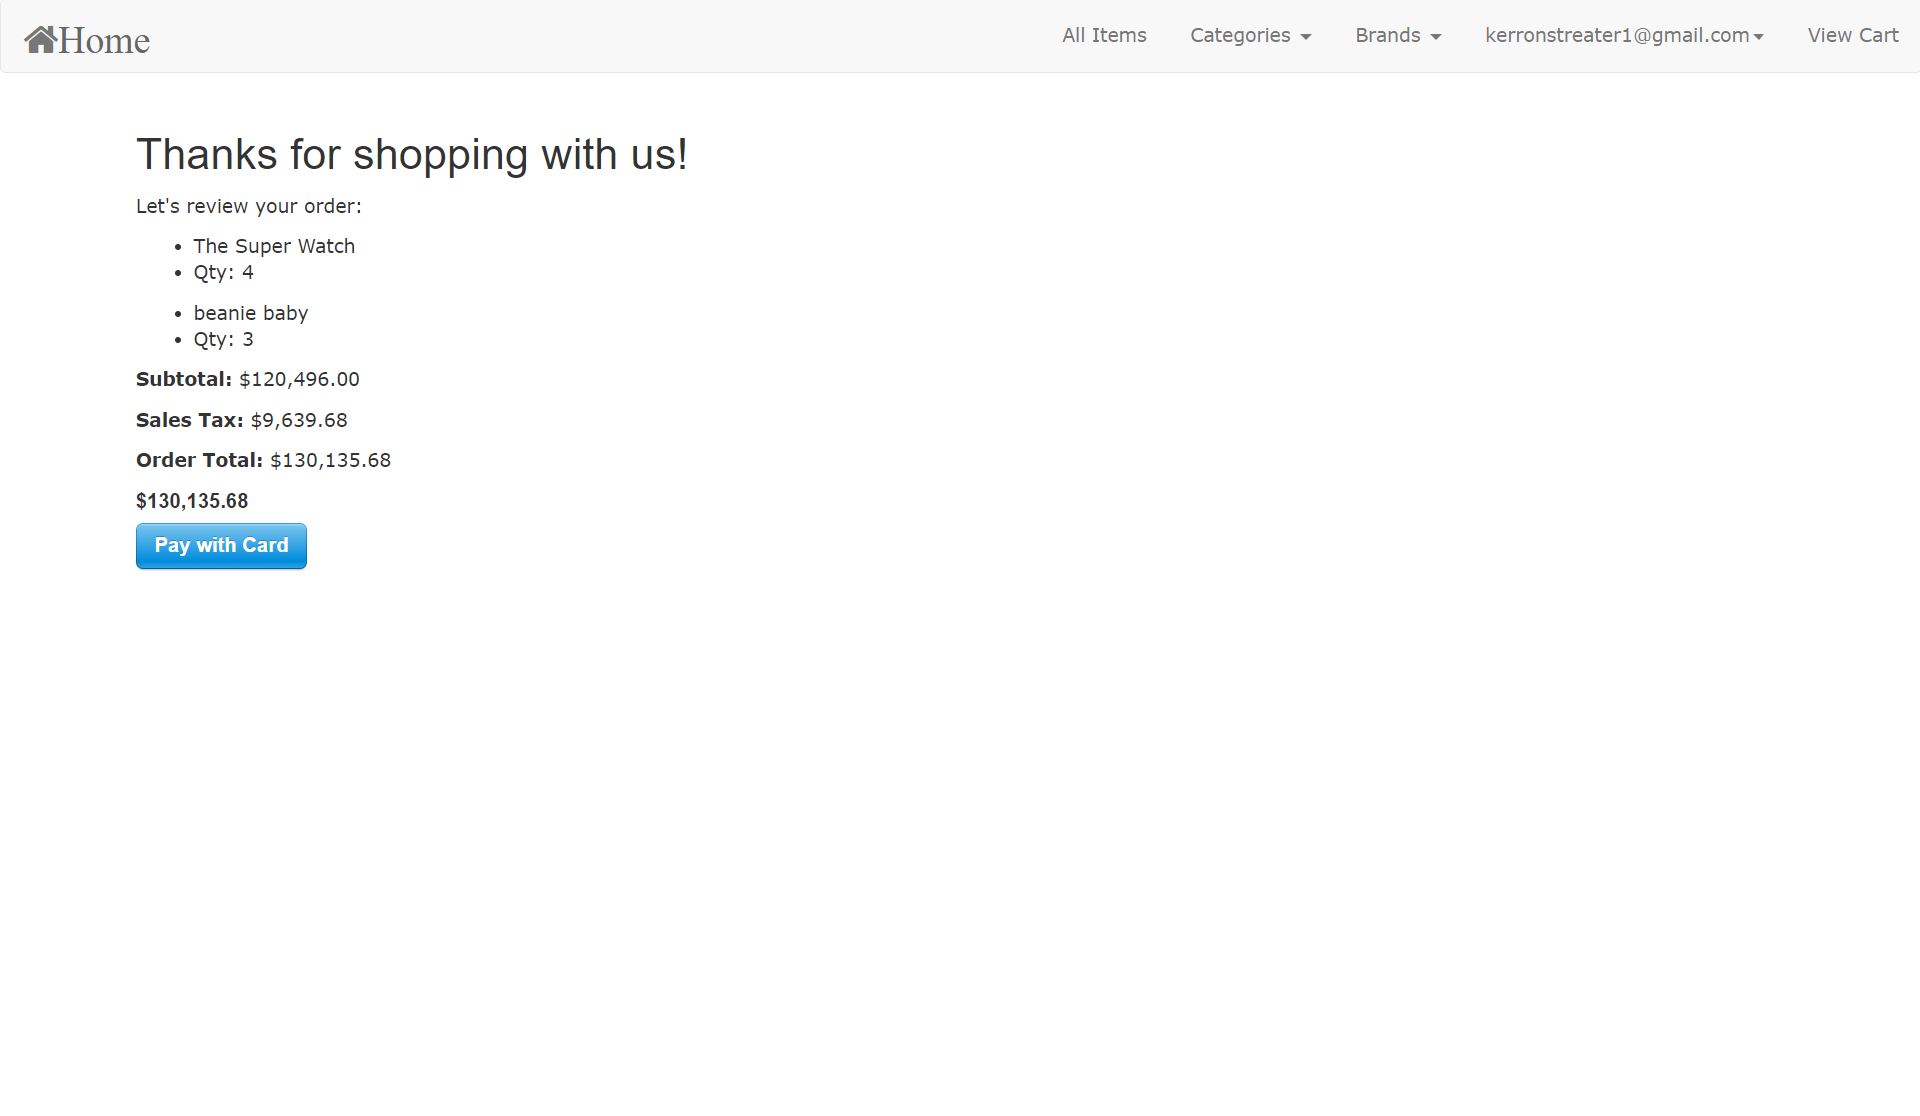 Home
All Items
Categories
Brands
kerronstreater1@gmail.com
View Cart
Thanks for shopping with us!
Let's review your order:
• The Super Watch
• Qty: 4
• beanie baby
• Qty: 3
Subtotal: $120,496.00
Sales Tax: $9,639.68
Order Total: $130,135.68
$130,135.68
Pay with Card